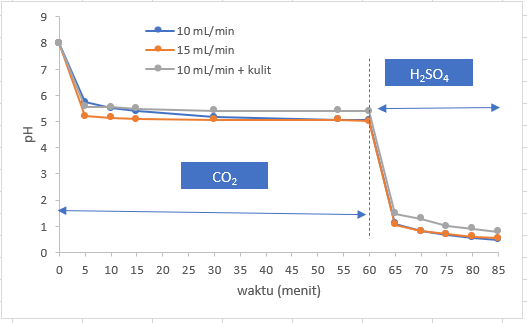 9
8
7
6
5
4
3
2
1
0
pH
10 mL/min
15 mL/min
10 mL/min + kulit
H₂SO₄
CO₂
0 5 10 15 20 25 30 35 40 45 50 55 60 65 70 75 80 85
waktu (menit)